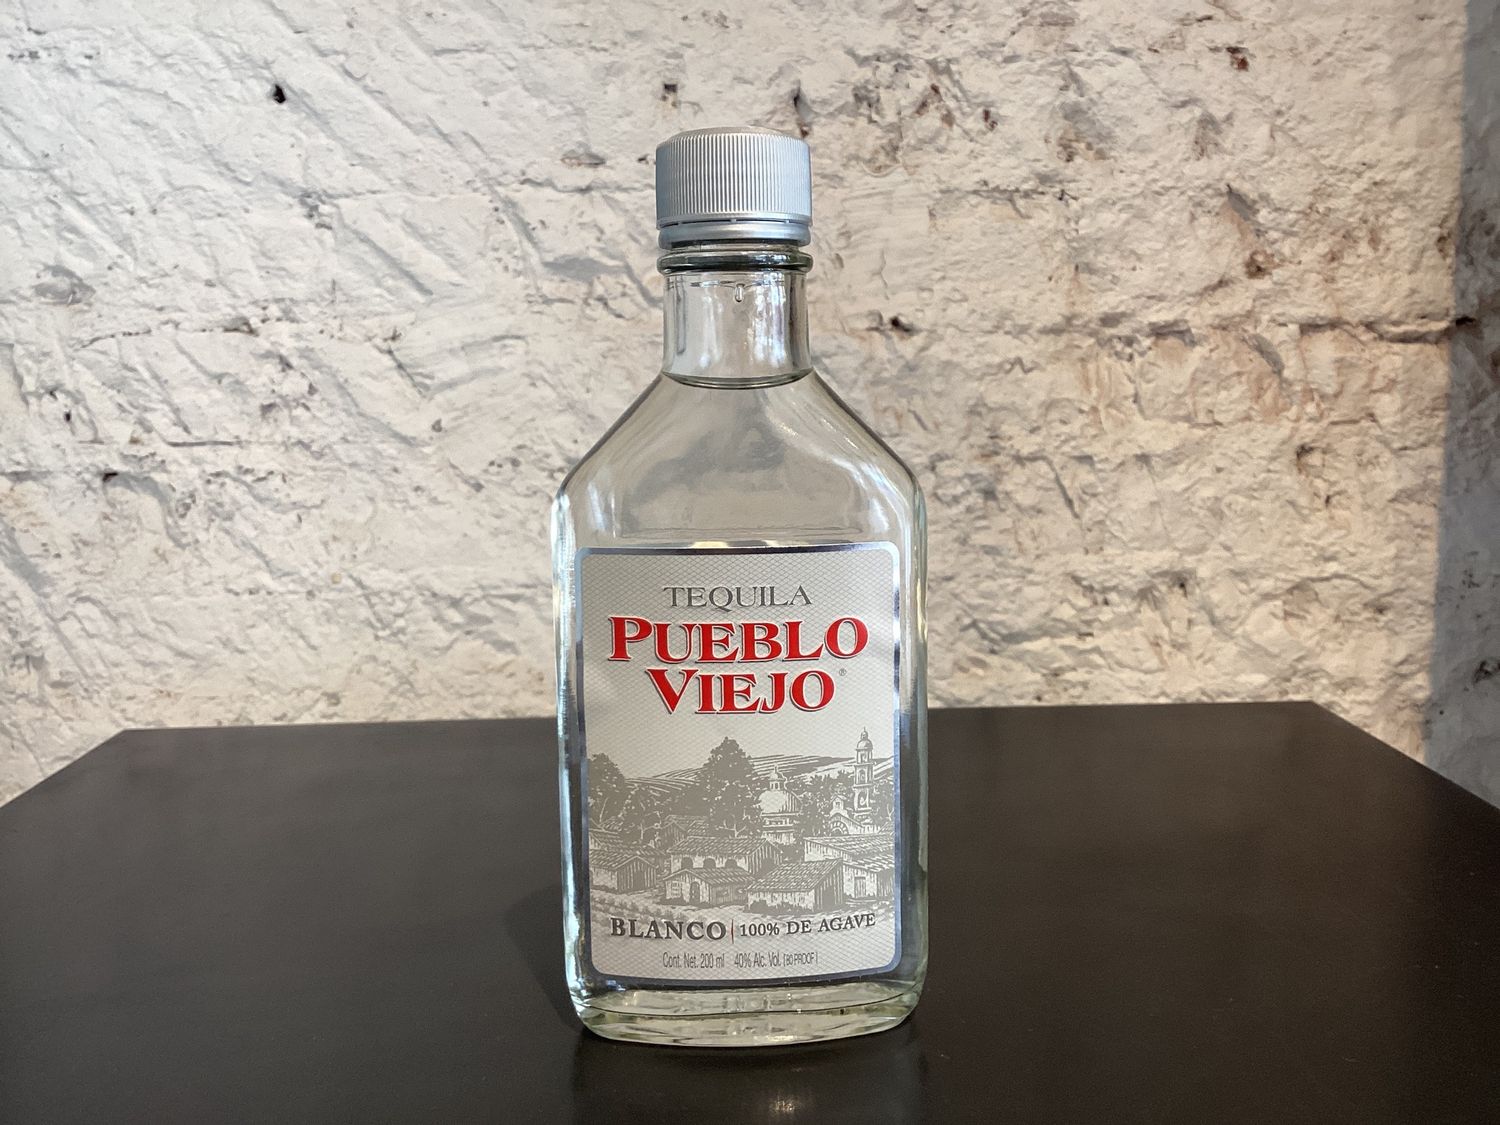 TEQUILA
PUEBLO
VIEJO®
BLANCO | 100% DE AGAVE
Cont. Net. 200 ml 40% Alc. Vol. (80 PROOF)